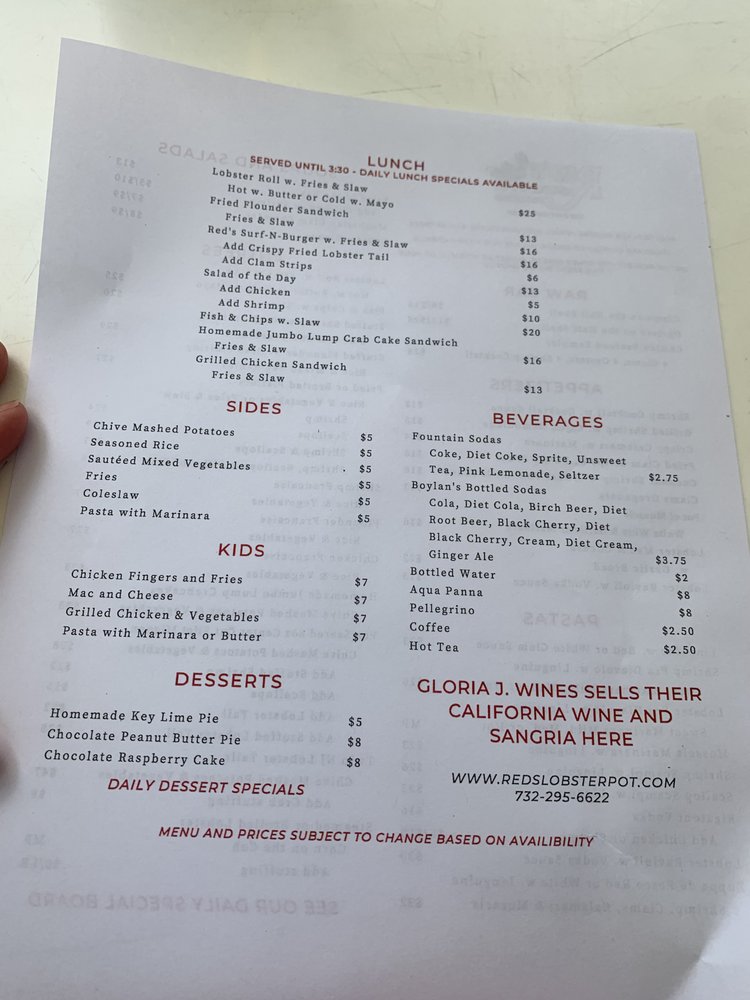 LUNCH
SERVED UNTIL 3:30 - DAILY LUNCH SPECIALS AVAILABLE
Lobster Roll w. Fries & Slaw
Hot w. Butter or Cold w. Mayo $25
Fried Flounder Sandwich
Fries & Slaw $13
Red's Surf-N-Burger w. Fries & Slaw $16
Add Crispy Fried Lobster Tail $16
Add Clam Strips $6
Salad of the Day $13
Add Chicken $5
Add Shrimp $10
Fish & Chips w. Slaw $20
Homemade Jumbo Lump Crab Cake Sandwich
Fries & Slaw $16
Grilled Chicken Sandwich
Fries & Slaw $13
SIDES
Chive Mashed Potatoes $5
Seasoned Rice $5
Sautéed Mixed Vegetables $5
Fries $5
Coleslaw $5
Pasta with Marinara $5
KIDS
Chicken Fingers and Fries $7
Mac and Cheese $7
Grilled Chicken & Vegetables $7
Pasta with Marinara or Butter $7
DESSERTS
Homemade Key Lime Pie $5
Chocolate Peanut Butter Pie $8
Chocolate Raspberry Cake $8
DAILY DESSERT SPECIALS
BEVERAGES
Fountain Sodas
Coke, Diet Coke, Sprite, Unsweet
Tea, Pink Lemonade, Seltzer $2.75
Boylan's Bottled Sodas
Cola, Diet Cola, Birch Beer, Diet
Root Beer, Black Cherry, Diet
Black Cherry, Cream, Diet Cream,
Ginger Ale $3.75
Bottled Water $2
Aqua Panna $8
Pellegrino $8
Coffee $2.50
Hot Tea $2.50
GLORIA J. WINES SELLS THEIR
CALIFORNIA WINE AND
SANGRIA HERE
WWW.REDSLOBSTERPOT.COM
732-295-6622
MENU AND PRICES SUBJECT TO CHANGE BASED ON AVAILIBILITY